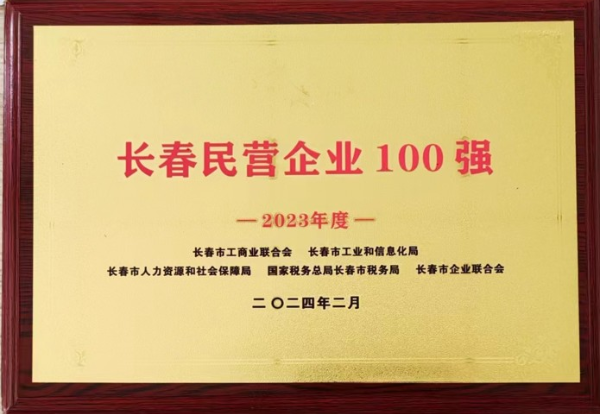 长春民营企业100强
—2023年度—
长春市工商业联合会 长春市工业和信息化局
长春市人力资源和社会保障局 国家税务总局长春市税务局 长春市企业联合会
二〇二四年二月